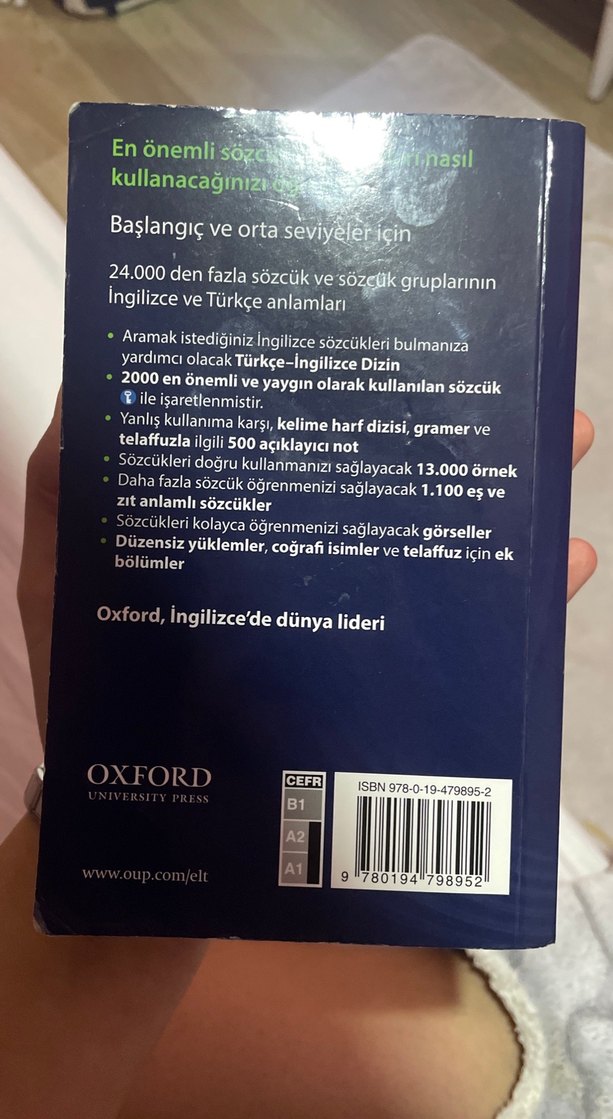 En önemli nasıl
kullanacağınızı
Başlangıç ve orta seviyeler için
24.000 den fazla sözcük ve sözcük gruplarının
İngilizce ve Türkçe anlamları
• Aramak istediğiniz İngilizce sözcükleri bulmanıza
yardımcı olacak Türkçe–İngilizce Dizin
• 2000 en önemli ve yaygın olarak kullanılan sözcük
ile işaretlenmistir.
• Yanlış kullanıma karşı, kelime harf dizisi, gramer ve
telaffuzla ilgili 500 açıklayıcı not
• Sözcükleri doğru kullanmanızı sağlayacak 13.000 örnek
• Daha fazla sözcük öğrenmenizi sağlayacak 1.100 eş ve
zıt anlamlı sözcükler
• Sözcükleri kolayca öğrenmenizi sağlayacak görseller
• Düzensiz yüklemler, coğrafi isimler ve telaffuz için ek
bölümler
Oxford, İngilizce'de dünya lideri
OXFORD
UNIVERSITY PRESS
www.oup.com/elt
CEFR
B1
A2
A1
ISBN 978-0-19-479895-2
9 780194 798952